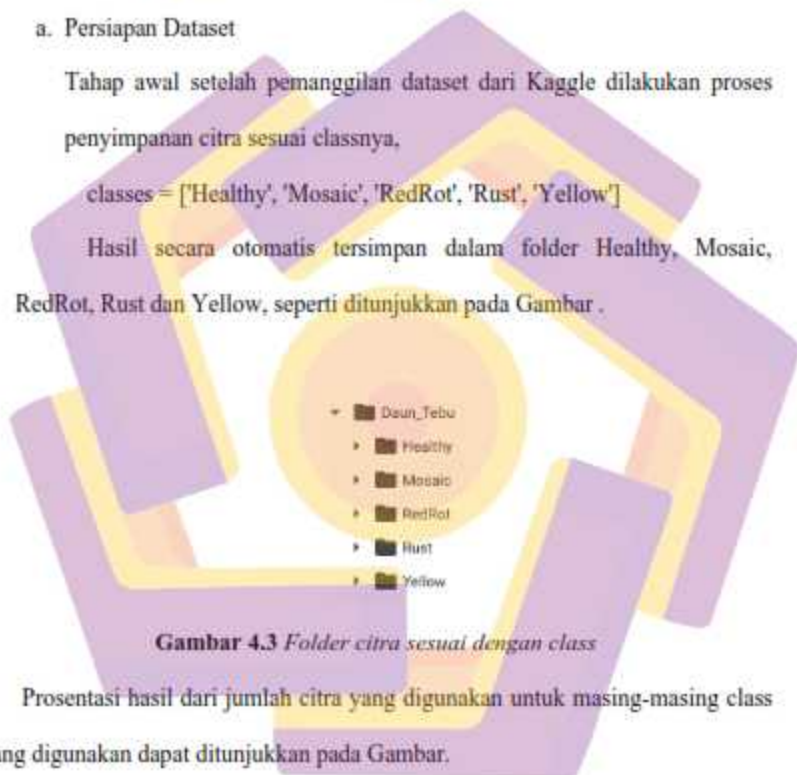 a. Persiapan Dataset
Tahap awal setelah pemanggilan dataset dari Kaggle dilakukan proses
penyimpanan citra sesuai classnya,
classes = ['Healthy', 'Mosaic', 'RedRot', 'Rust', 'Yellow']
Hasil secara otomatis tersimpan dalam folder Healthy, Mosaic,
RedRot, Rust dan Yellow, seperti ditunjukkan pada Gambar .
Daun_Tebu
Healthy
Mosaic
RedRot
Rust
Yellow
Gambar 4.3 Folder citra sesuai dengan class
Prosentasi hasil dari jumlah citra yang digunakan untuk masing-masing class
ang digunakan dapat ditunjukkan pada Gambar.